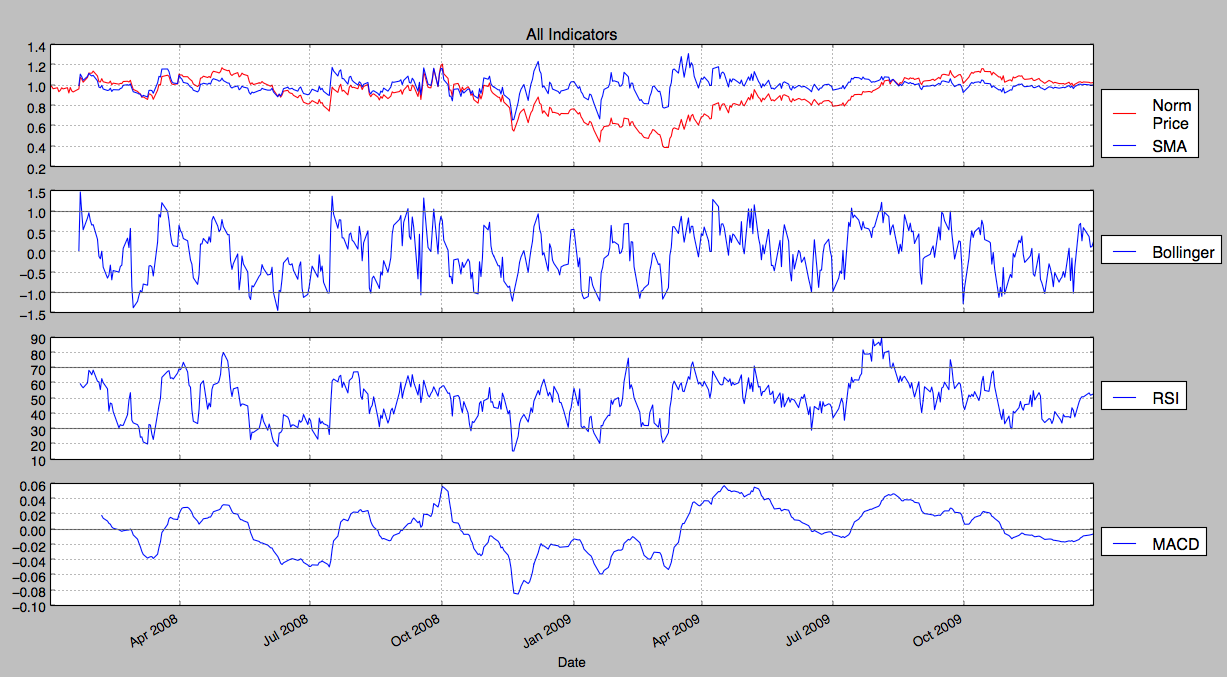 All Indicators
1.4
1.2
1.0
0.8
0.6
0.4
0.2
Norm
Price
SMA
1.5
1.0
0.5
0.0
−0.5
−1.0
−1.5
Bollinger
90
80
70
60
50
40
30
20
10
RSI
0.06
0.04
0.02
0.00
−0.02
−0.04
−0.06
−0.08
−0.10
MACD
Apr 2008
Jul 2008
Oct 2008
Jan 2009
Apr 2009
Jul 2009
Oct 2009
Date